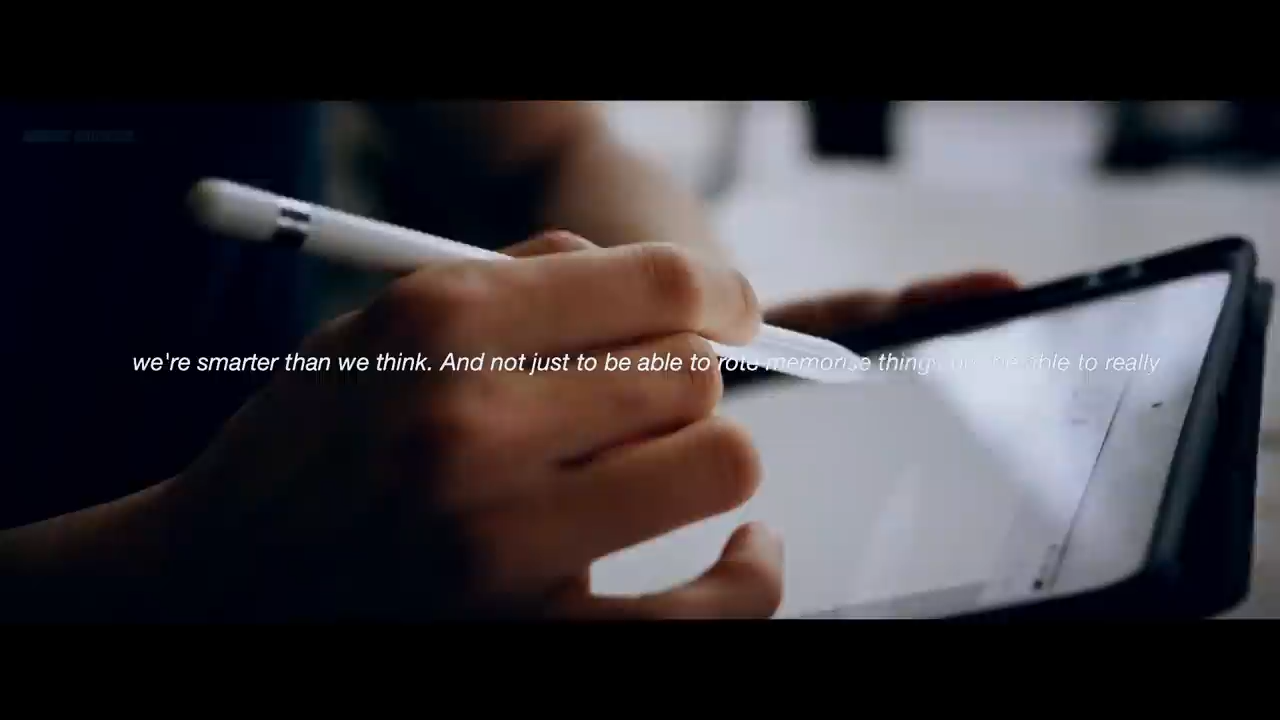 we're smarter than we think. And not just to be able to rote memorise things but be able to really